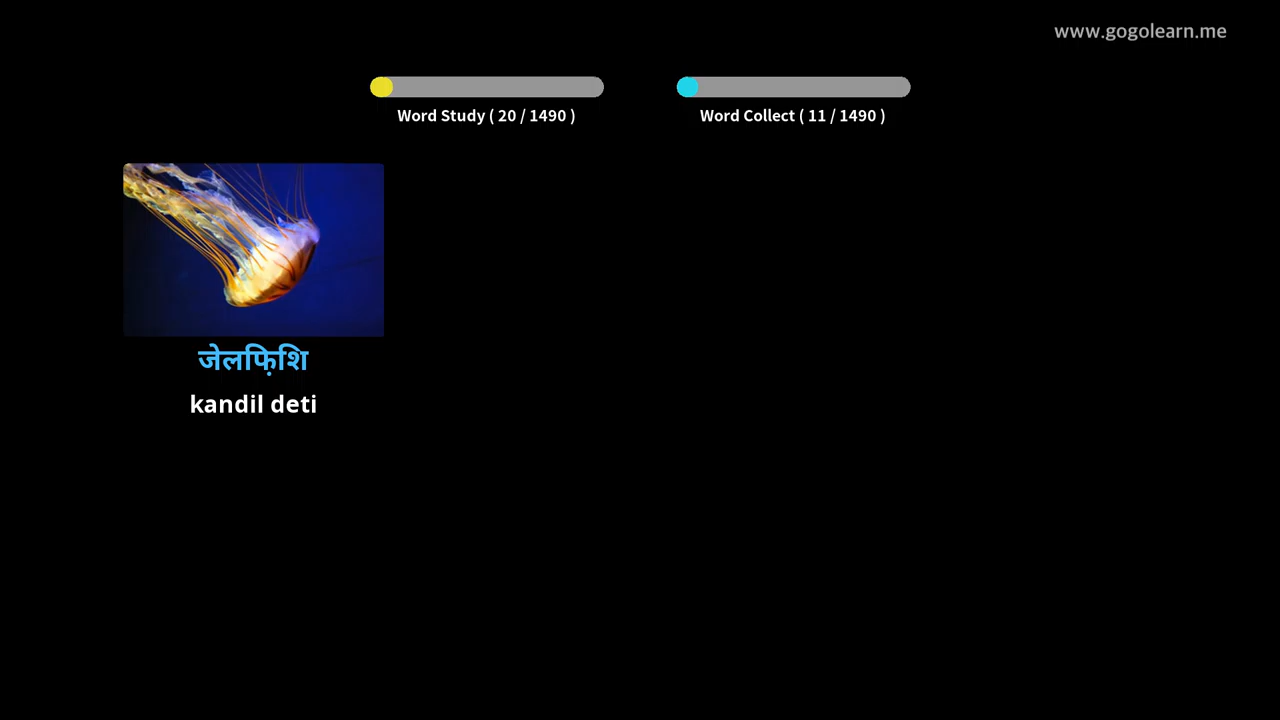 www.gogolearn.me
Word Study ( 20 / 1490 )
Word Collect ( 11 / 1490 )
जेलफ़िशि
kandil deti